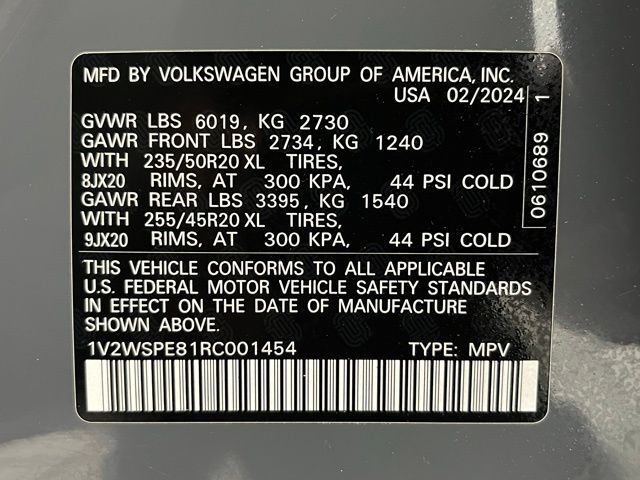 MFD BY VOLKSWAGEN GROUP OF AMERICA, INC.
USA 02/2024
GVWR LBS 6019, KG 2730
GAWR FRONT LBS 2734, KG 1240
WITH 235/50R20 XL TIRES,
8JX20 RIMS, AT 300 KPA, 44 PSI COLD
GAWR REAR LBS 3395, KG 1540
WITH 255/45R20 XL TIRES,
9JX20 RIMS, AT 300 KPA, 44 PSI COLD
THIS VEHICLE CONFORMS TO ALL APPLICABLE
U.S. FEDERAL MOTOR VEHICLE SAFETY STANDARDS
IN EFFECT ON THE DATE OF MANUFACTURE
SHOWN ABOVE.
1V2WSPE81RC001454 TYPE: MPV
0610689 1